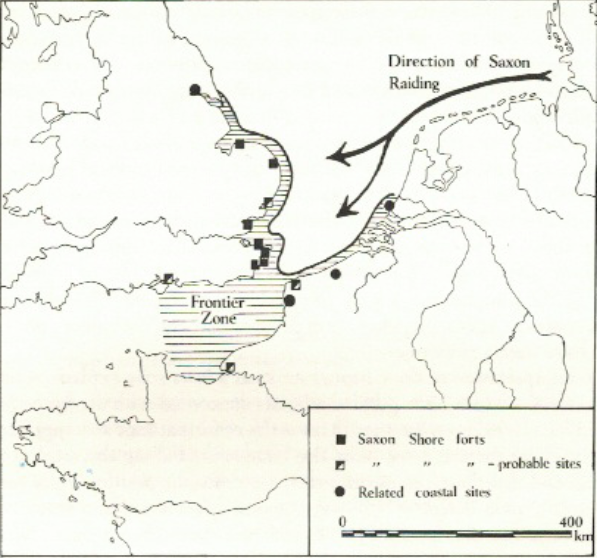 Direction of Saxon
Raiding
Frontier
Zone
Saxon Shore forts
" " " – probable sites
Related coastal sites
0 400
km